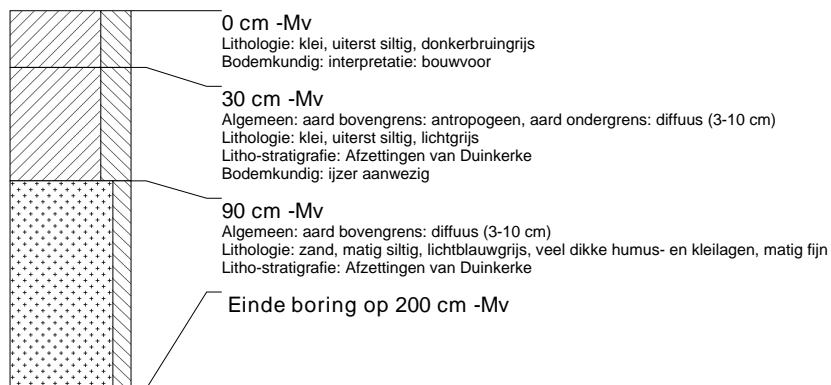 0 cm -Mv
Lithologie: klei, uiterst siltig, donkerbruingrijs
Bodemkundig: interpretatie: bouwvoor
30 cm -Mv
Algemeen: aard bovengrens: antropogeen, aard ondergrens: diffuus (3-10 cm)
Lithologie: klei, uiterst siltig, lichtgrijs
Litho-stratigrafie: Afzettingen van Duinkerke
Bodemkundig: ijzer aanwezig
90 cm -Mv
Algemeen: aard bovengrens: diffuus (3-10 cm)
Lithologie: zand, matig siltig, lichtblauwgrijs, veel dikke humus- en kleilagen, matig fijn
Litho-stratigrafie: Afzettingen van Duinkerke
Einde boring op 200 cm -Mv